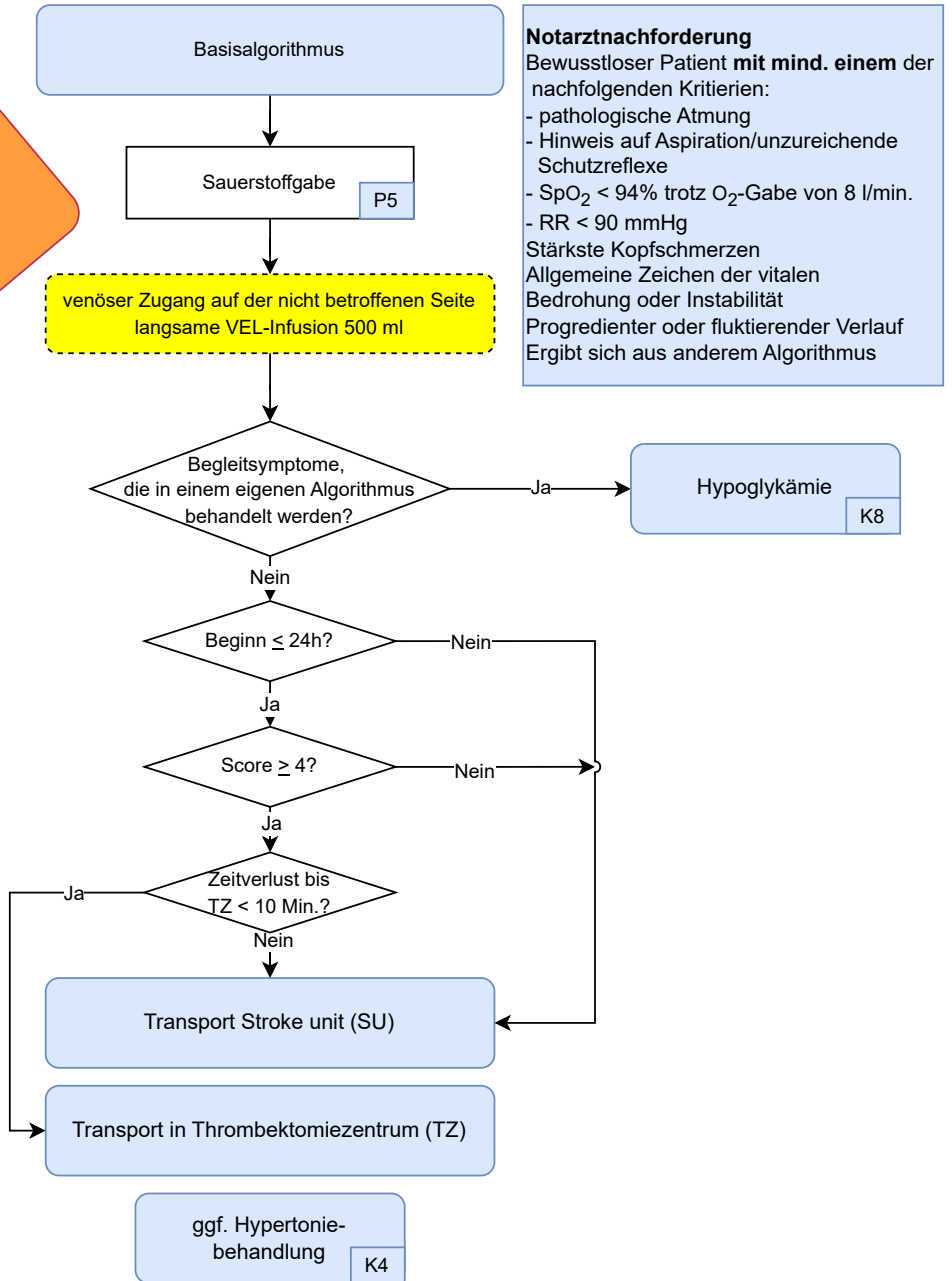 Basisalgorithmus
Sauerstoffgabe
P5
venöser Zugang auf der nicht betroffenen Seite
langsame VEL-Infusion 500 ml
Begleitsymptome,
die in einem eigenen Algorithmus
behandelt werden?
Ja
Hypoglykämie
K8
Nein
Beginn ≤ 24h?
Nein
Ja
Score ≥ 4?
Nein
Ja
Zeitverlust bis
TZ < 10 Min.?
Ja
Nein
Transport Stroke unit (SU)
Transport in Thrombektomiezentrum (TZ)
ggf. Hypertonie-
behandlung
K4
Notarztnachforderung
Bewusstloser Patient mit mind. einem der
nachfolgenden Kritierien:
- pathologische Atmung
- Hinweis auf Aspiration/unzureichende
Schutzreflexe
- SpO₂ < 94% trotz O₂-Gabe von 8 l/min.
- RR < 90 mmHg
Stärkste Kopfschmerzen
Allgemeine Zeichen der vitalen
Bedrohung oder Instabilität
Progredienter oder fluktierender Verlauf
Ergibt sich aus anderem Algorithmus